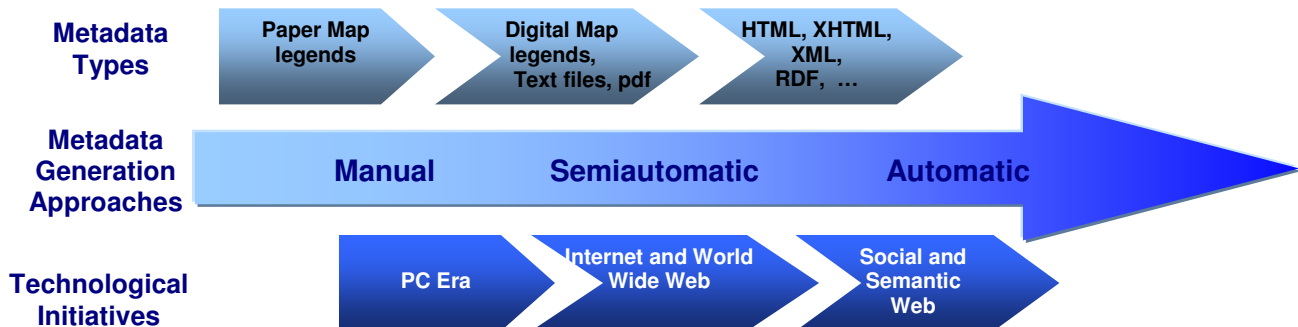 Metadata
Types
Paper Map
legends
Digital Map
legends,
Text files, pdf
HTML, XHTML,
XML,
RDF, ...
Metadata
Generation
Approaches
Manual
Semiautomatic
Automatic
Technological
Initiatives
PC Era
Internet and World
Wide Web
Social and
Semantic
Web